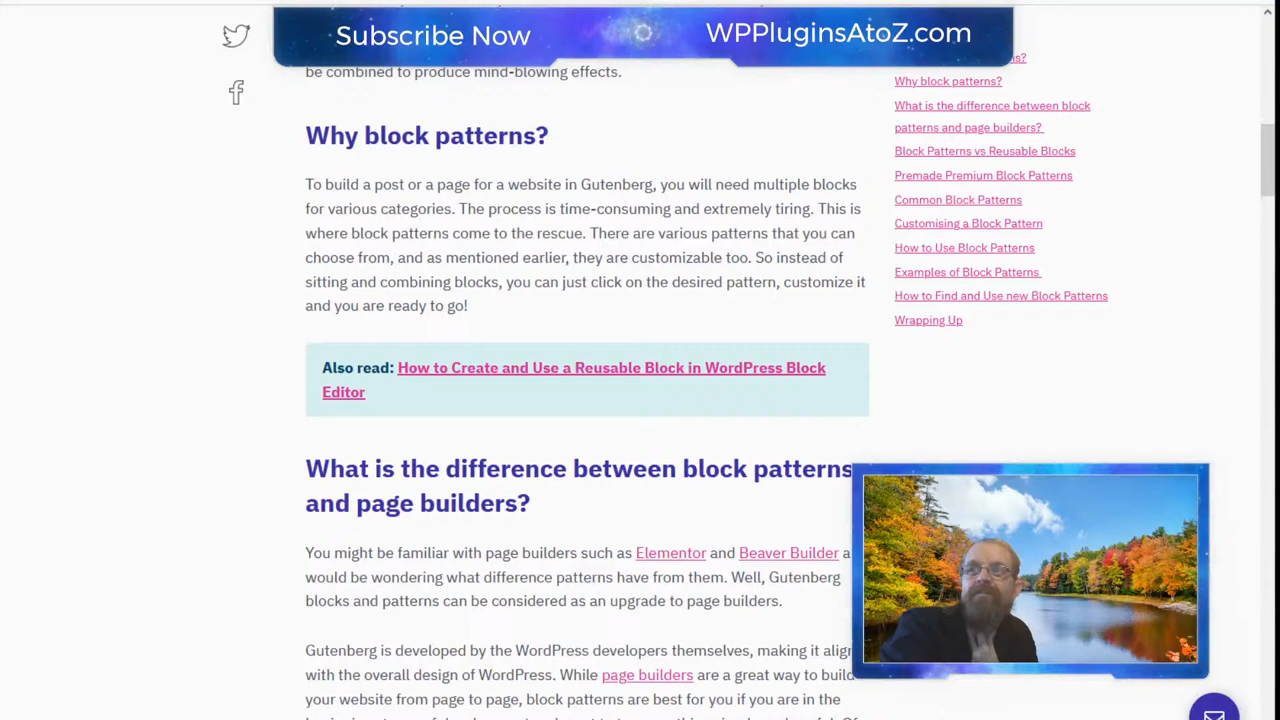 Subscribe Now
WPPluginsAtoZ.com
be combined to produce mind-blowing effects.
Why block patterns?
To build a post or a page for a website in Gutenberg, you will need multiple blocks
for various categories. The process is time-consuming and extremely tiring. This is
where block patterns come to the rescue. There are various patterns that you can
choose from, and as mentioned earlier, they are customizable too. So instead of
sitting and combining blocks, you can just click on the desired pattern, customize it
and you are ready to go!
Also read: How to Create and Use a Reusable Block in WordPress Block
Editor
What is the difference between block patterns
and page builders?
You might be familiar with page builders such as Elementor and Beaver Builder a
would be wondering what difference patterns have from them. Well, Gutenberg
blocks and patterns can be considered as an upgrade to page builders.
Gutenberg is developed by the WordPress developers themselves, making it align
with the overall design of WordPress. While page builders are a great way to build
your website from page to page, block patterns are best for you if you are in the
ns?
Why block patterns?
What is the difference between block
patterns and page builders?
Block Patterns vs Reusable Blocks
Premade Premium Block Patterns
Common Block Patterns
Customising a Block Pattern
How to Use Block Patterns
Examples of Block Patterns
How to Find and Use new Block Patterns
Wrapping Up